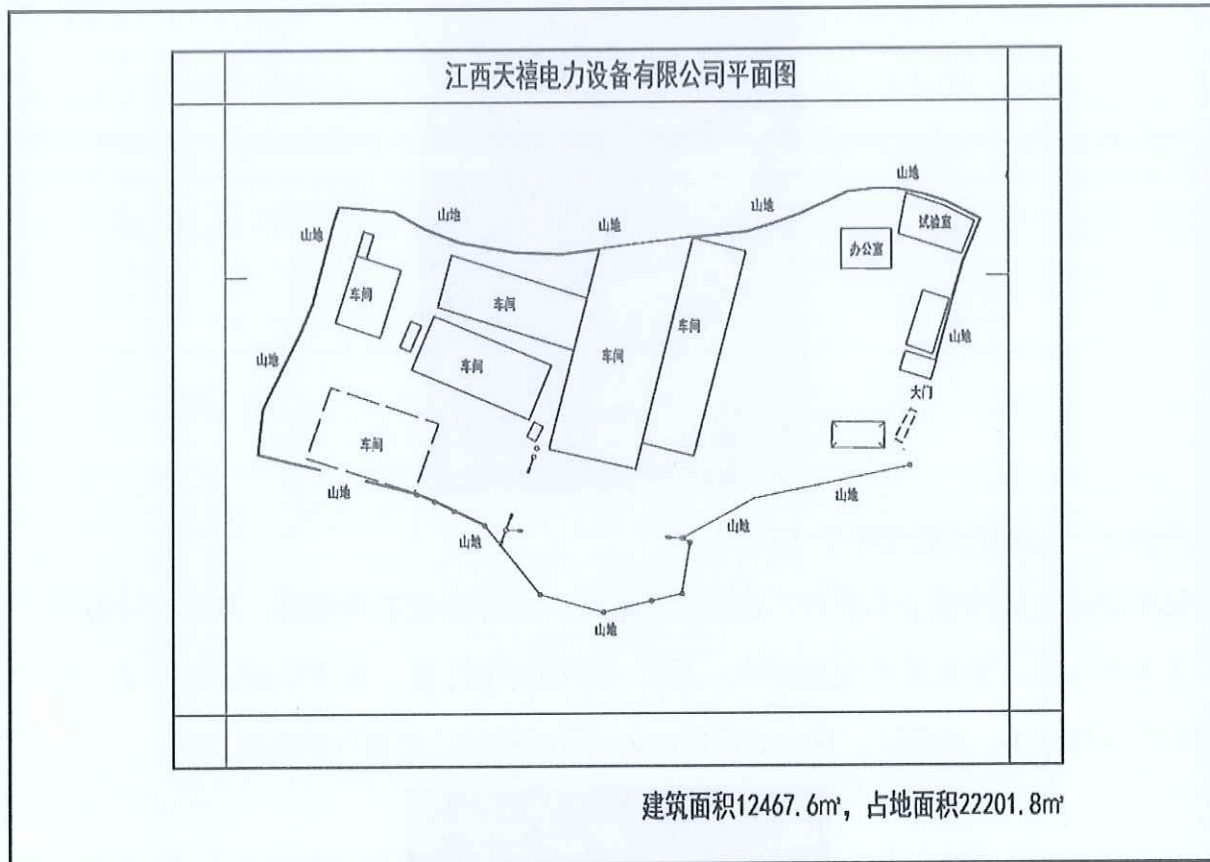 江西天禧电力设备有限公司平面图
山地
山地
山地
山地
山地
试验室
办公室
车间
车间
车间
车间
车间
山地
山地
大门
车间
山地
山地
山地
山地
山地
建筑面积12467.6㎡，占地面积22201.8㎡